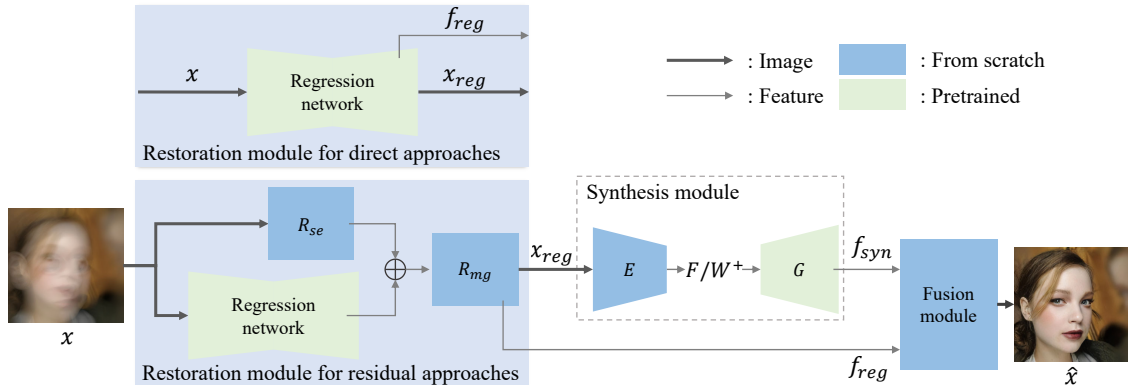 f_reg
x
x_reg
Regression
network
Restoration module for direct approaches
: Image
: From scratch
: Feature
: Pretrained
x
R_se
Regression
network
R_mg
Restoration module for residual approaches
x_reg
Synthesis module
E
F/W^+
G
f_syn
f_reg
Fusion
module
x̂